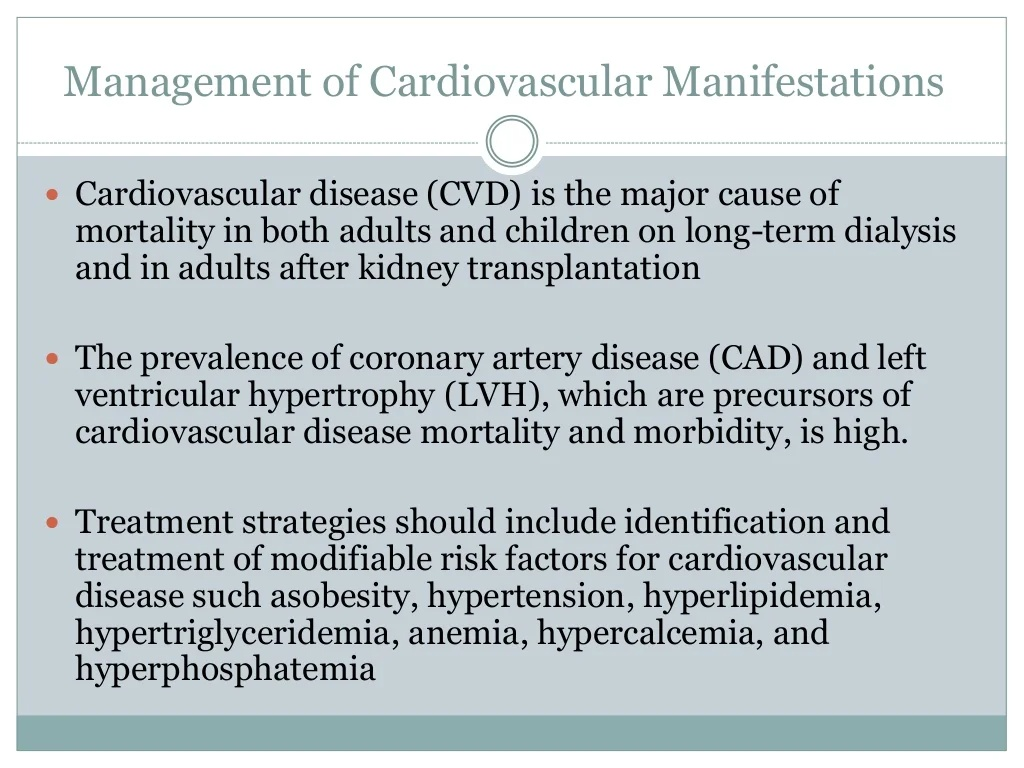 Management of Cardiovascular Manifestations
• Cardiovascular disease (CVD) is the major cause of
mortality in both adults and children on long-term dialysis
and in adults after kidney transplantation
• The prevalence of coronary artery disease (CAD) and left
ventricular hypertrophy (LVH), which are precursors of
cardiovascular disease mortality and morbidity, is high.
• Treatment strategies should include identification and
treatment of modifiable risk factors for cardiovascular
disease such asobesity, hypertension, hyperlipidemia,
hypertriglyceridemia, anemia, hypercalcemia, and
hyperphosphatemia